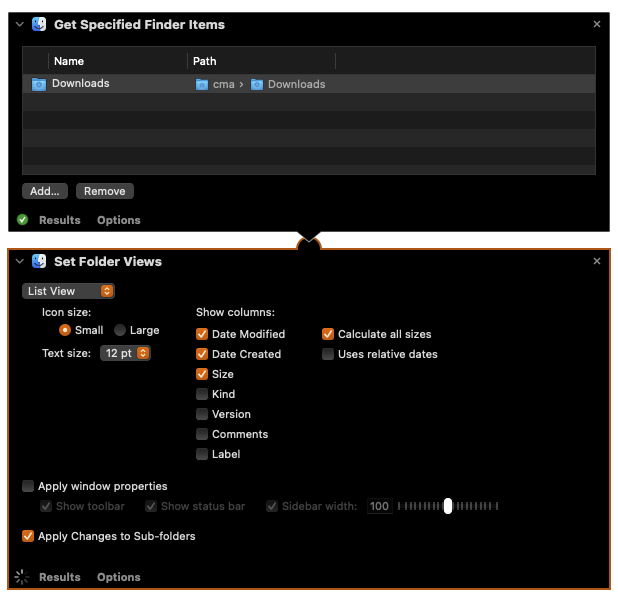 Get Specified Finder Items
Name Path
Downloads cma › Downloads
Add... Remove
Results Options
Set Folder Views
List View
Icon size: Show columns:
Small Large Date Modified Calculate all sizes
Text size: 12 pt Date Created Uses relative dates
Size
Kind
Version
Comments
Label
Apply window properties
Show toolbar Show status bar Sidebar width: 100
Apply Changes to Sub-folders
Results Options